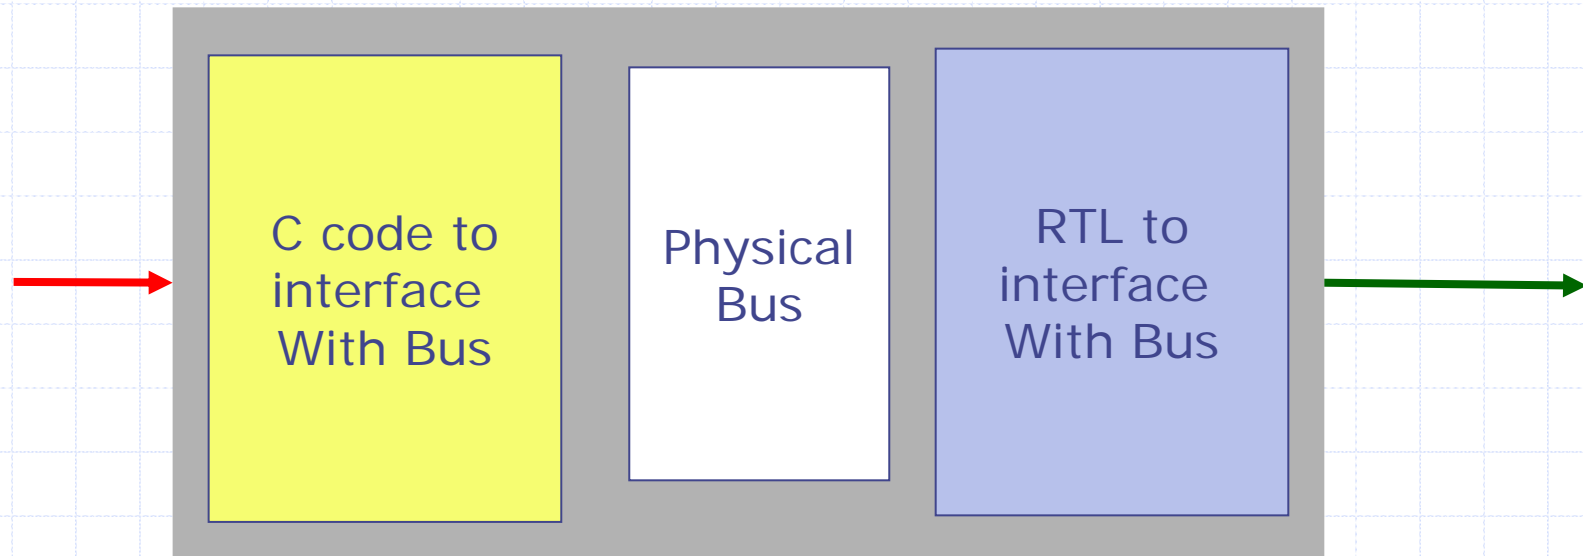 C code to
interface
With Bus
Physical
Bus
RTL to
interface
With Bus